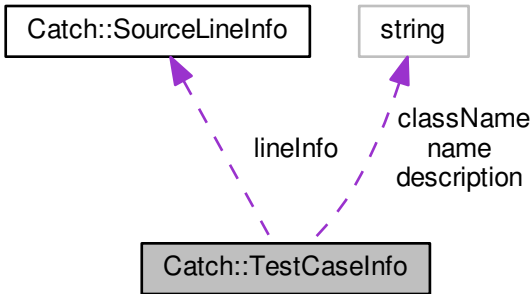 Catch::SourceLineInfo
string
lineInfo
className
name
description
Catch::TestCaseInfo